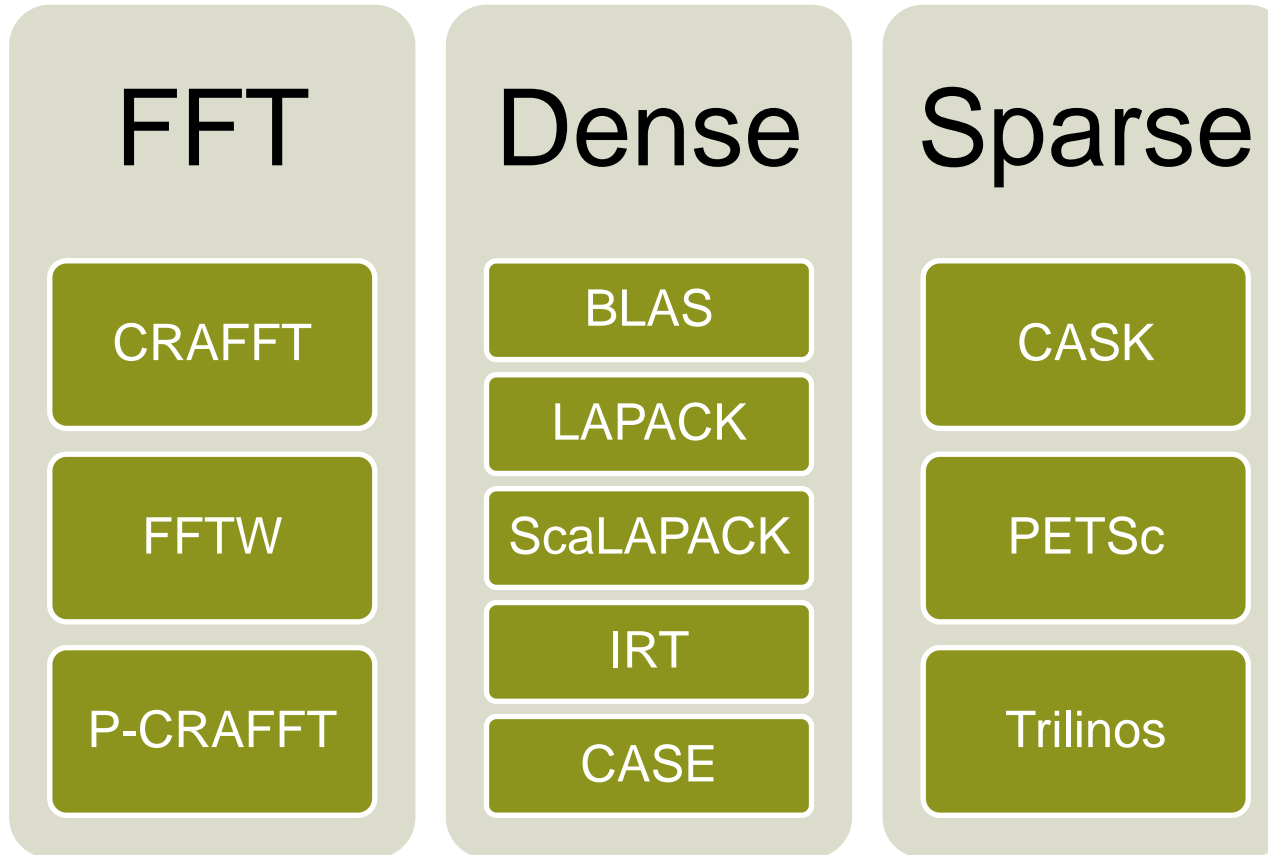 FFT
CRAFFT
FFTW
P-CRAFFT
Dense
BLAS
LAPACK
ScaLAPACK
IRT
CASE
Sparse
CASK
PETSc
Trilinos